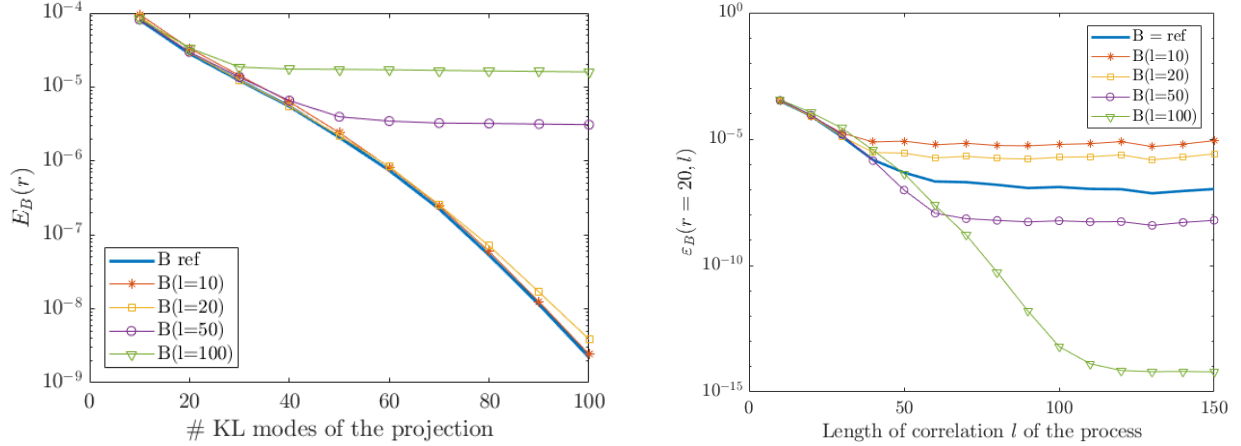 10^{-4}
10^{-5}
10^{-6}
10^{-7}
10^{-8}
10^{-9}
E_B(r)
B ref
B(l=10)
B(l=20)
B(l=50)
B(l=100)
0 20 40 60 80 100
# KL modes of the projection
10^0
10^{-5}
10^{-10}
10^{-15}
ε_B(r = 20, l)
B = ref
B(l=10)
B(l=20)
B(l=50)
B(l=100)
0 50 100 150
Length of correlation l of the process